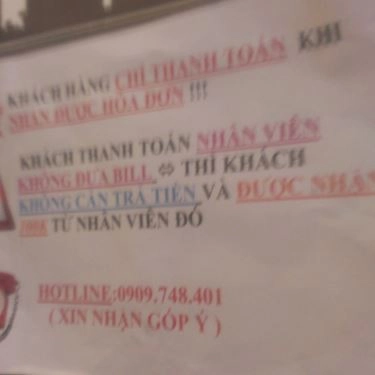 KHÁCH HÀNG CHỈ THANH TOÁN KHI
NHẬN ĐƯỢC HÓA ĐƠN !!!
KHÁCH THANH TOÁN NHÂN VIÊN
KHÔNG ĐƯA BILL ⇔ THÌ KHÁCH
KHÔNG CẦN TRẢ TIỀN VÀ ĐƯỢC NHẬN
TỪ NHÂN VIÊN ĐÓ
HOTLINE:0909.748.401
( XIN NHẬN GÓP Ý )